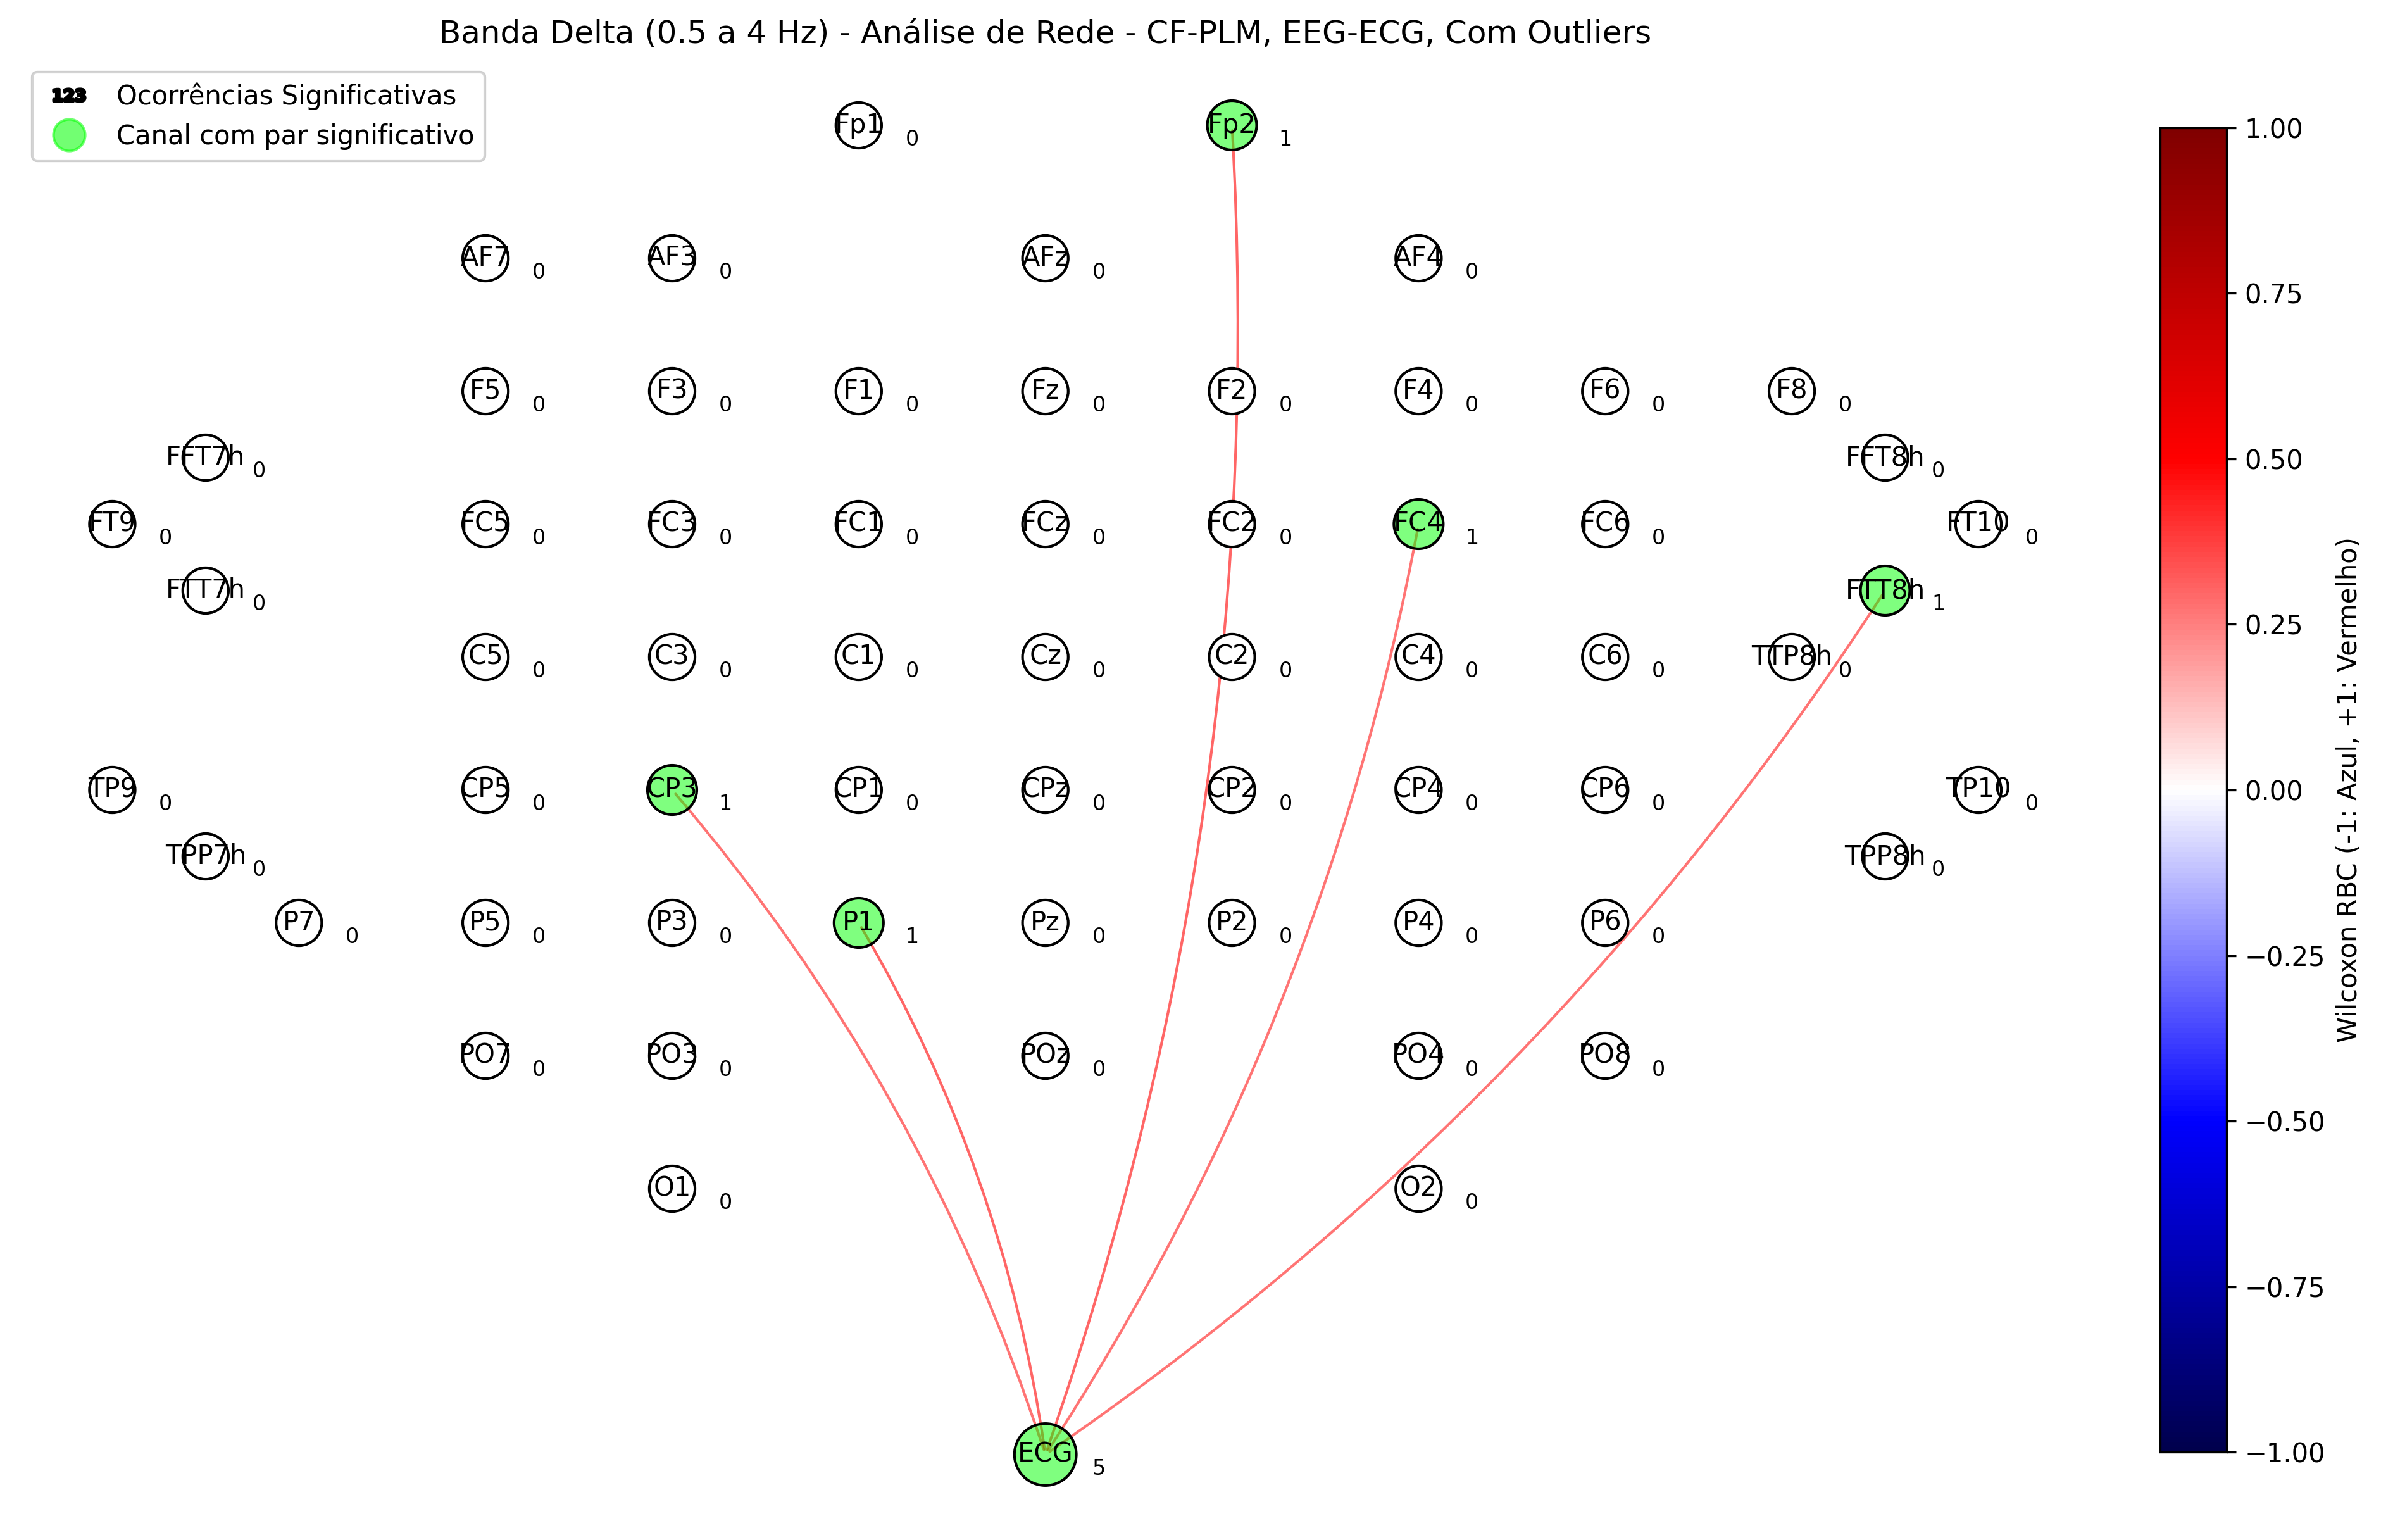 Banda Delta (0.5 a 4 Hz) - Análise de Rede - CF-PLM, EEG-ECG, Com Outliers
123 Ocorrências Significativas
Canal com par significativo
Fp1 0 Fp2 1
AF7 0 AF3 0 AFz 0 AF4 0
F5 0 F3 0 F1 0 Fz 0 F2 0 F4 0 F6 0 F8 0
FFT7h 0 FFT8h 0
FT9 0 FC5 0 FC3 0 FC1 0 FCz 0 FC2 0 FC4 1 FC6 0 FT10 0
FTT7h 0 FTT8h 1
C5 0 C3 0 C1 0 Cz 0 C2 0 C4 0 C6 0 TTP8h 0
TP9 0 CP5 0 CP3 1 CP1 0 CPz 0 CP2 0 CP4 0 CP6 0 TP10 0
TPP7h 0 TPP8h 0
P7 0 P5 0 P3 0 P1 1 Pz 0 P2 0 P4 0 P6 0
PO7 0 PO3 0 POz 0 PO4 0 PO8 0
O1 0 O2 0
ECG 5
1.00
0.75
0.50
0.25
0.00
−0.25
−0.50
−0.75
−1.00
Wilcoxon RBC (-1: Azul, +1: Vermelho)